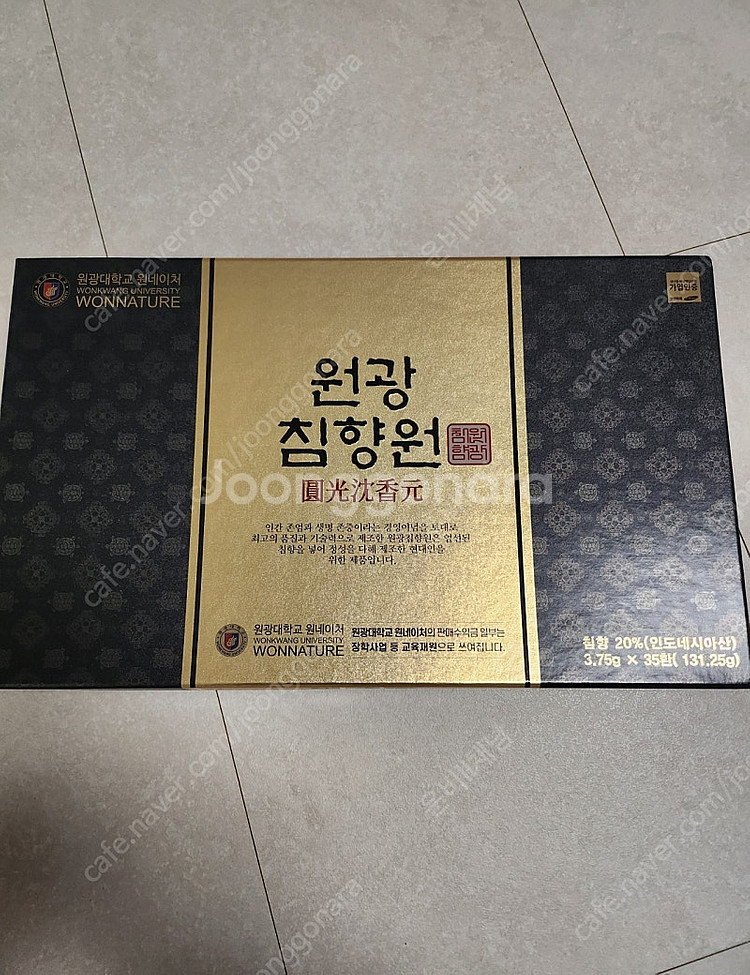 원광대학교 원네이처
WONKWANG UNIVERSITY
WONNATURE
기업인증
원광
침향원
圓光沈香元
인간 존엄과 생명 존중이라는 경영이념을 토대로
최고의 품질과 기술력으로 제조한 원광침향원은 엄선된
침향을 넣어 정성을 다해 제조한 현대인을
위한 제품입니다.
원광대학교 원네이처
WONKWANG UNIVERSITY
WONNATURE
원광대학교 원네이처의 판매수익금 일부는
장학사업 등 교육재원으로 쓰여집니다.
침향 20%(인도네시아산)
3.75g × 35환( 131.25g)
Joonggonara
cafe.naver.com/joonggonara